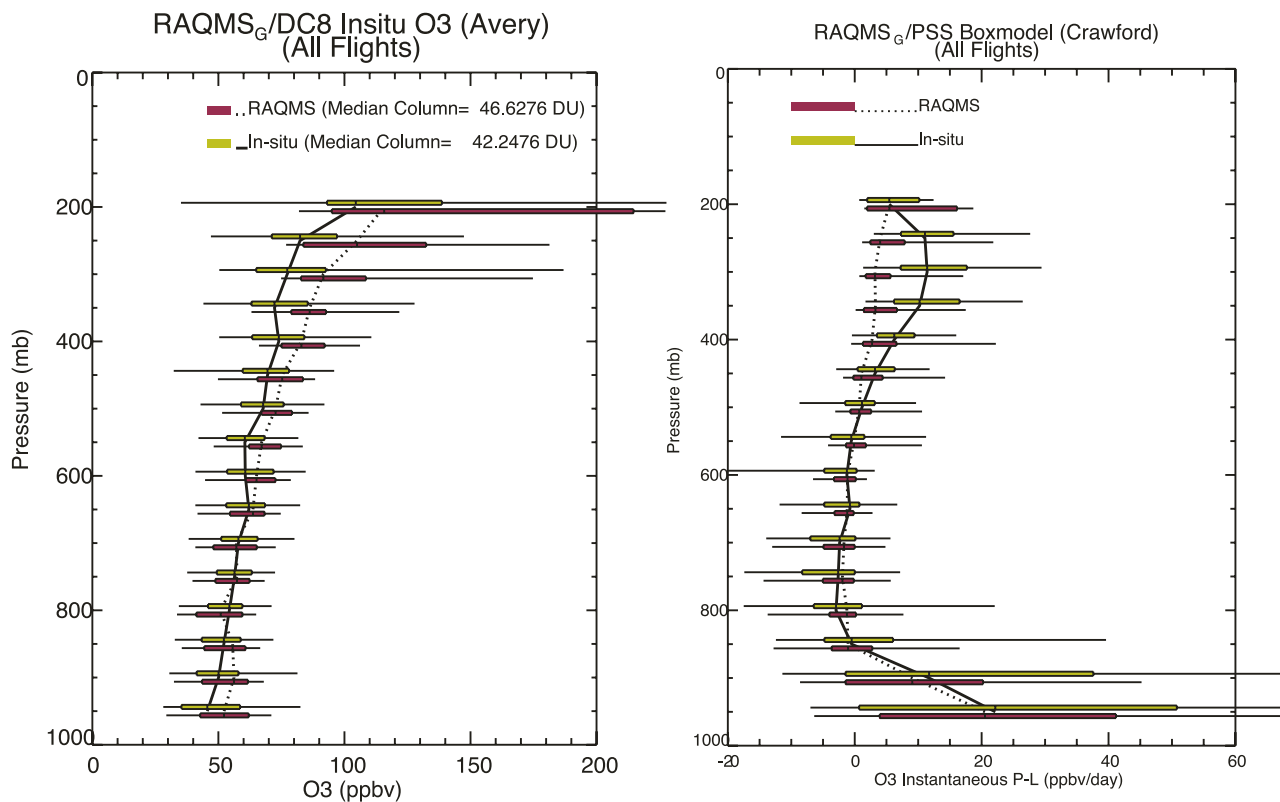 RAQMSG/DC8 Insitu O3 (Avery)
(All Flights)
0
200
400
600
800
1000
Pressure (mb)
RAQMS (Median Column= 46.6276 DU)
In-situ (Median Column= 42.2476 DU)
0 50 100 150 200
O3 (ppbv)
RAQMS G/PSS Boxmodel (Crawford)
(All Flights)
0
200
400
600
800
1000
Pressure (mb)
RAQMS
In-situ
-20 0 20 40 60
O3 Instantaneous P-L (ppbv/day)